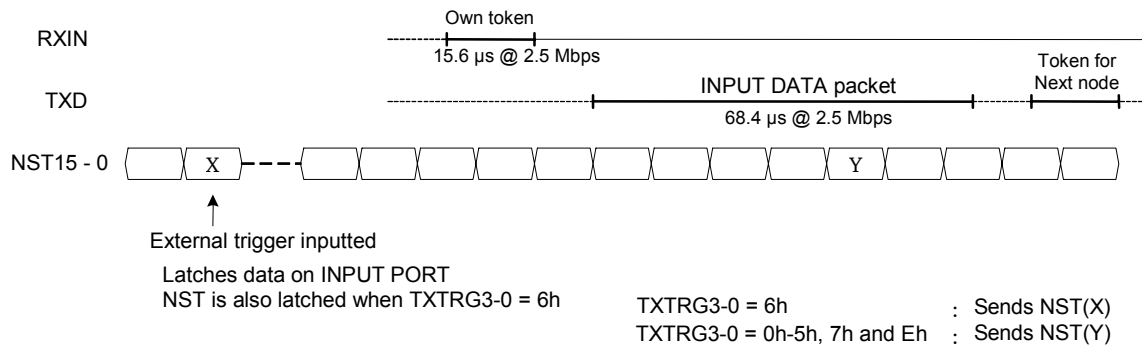 Own token
RXIN
15.6 µs @ 2.5 Mbps
Token for
Next node
INPUT DATA packet
TXD
68.4 µs @ 2.5 Mbps
NST15 - 0
X
Y
External trigger inputted
Latches data on INPUT PORT
NST is also latched when TXTRG3-0 = 6h
TXTRG3-0 = 6h : Sends NST(X)
TXTRG3-0 = 0h-5h, 7h and Eh : Sends NST(Y)